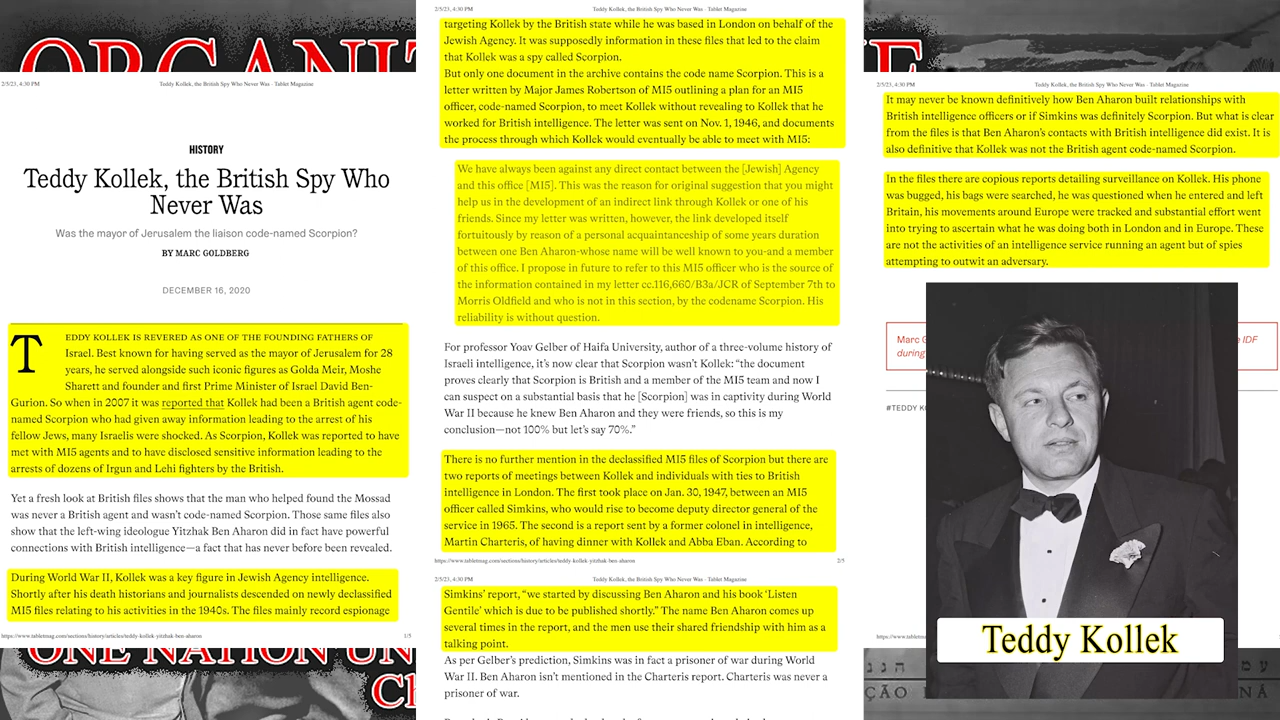 ORGANI
2/5/23, 4:30 PM
Teddy Kollek, the British Spy Who Never Was - Tablet Magazine
HISTORY
Teddy Kollek, the British Spy Who
Never Was
Was the mayor of Jerusalem the liaison code-named Scorpion?
BY MARC GOLDBERG
DECEMBER 16, 2020
TEDDY KOLLEK IS REVERED AS ONE OF THE FOUNDING FATHERS OF
Israel. Best known for having served as the mayor of Jerusalem for 28
years, he served alongside such iconic figures as Golda Meir, Moshe
Sharett and founder and first Prime Minister of Israel David Ben-
Gurion. So when in 2007 it was reported that Kollek had been a British agent code-
named Scorpion who had given away information leading to the arrest of his
fellow Jews, many Israelis were shocked. As Scorpion, Kollek was reported to have
met with MI5 agents and to have disclosed sensitive information leading to the
arrests of dozens of Irgun and Lehi fighters by the British.
Yet a fresh look at British files shows that the man who helped found the Mossad
was never a British agent and wasn't code-named Scorpion. Those same files also
show that the left-wing ideologue Yitzhak Ben Aharon did in fact have powerful
connections with British intelligence—a fact that has never before been revealed.
During World War II, Kollek was a key figure in Jewish Agency intelligence.
Shortly after his death historians and journalists descended on newly declassified
MI5 files relating to his activities in the 1940s. The files mainly record espionage
https://www.tabletmag.com/sections/history/articles/teddy-kollek-yitzhak-ben-aharon
1/5
ONE NATION UN
Ch
2/5/23, 4:30 PM
Teddy Kollek, the British Spy Who Never Was - Tablet Magazine
targeting Kollek by the British state while he was based in London on behalf of the
Jewish Agency. It was supposedly information in these files that led to the claim
that Kollek was a spy called Scorpion.
But only one document in the archive contains the code name Scorpion. This is a
letter written by Major James Robertson of MI5 outlining a plan for an MI5
officer, code-named Scorpion, to meet Kollek without revealing to Kollek that he
worked for British intelligence. The letter was sent on Nov. 1, 1946, and documents
the process through which Kollek would eventually be able to meet with MI5:
We have always been against any direct contact between the [Jewish] Agency
and this office [MI5]. This was the reason for original suggestion that you might
help us in the development of an indirect link through Kollek or one of his
friends. Since my letter was written, however, the link developed itself
fortuitously by reason of a personal acquaintanceship of some years duration
between one Ben Aharon-whose name will be well known to you-and a member
of this office. I propose in future to refer to this MI5 officer who is the source of
the information contained in my letter cc.116,660/B3a/JCR of September 7th to
Morris Oldfield and who is not in this section, by the codename Scorpion. His
reliability is without question.
For professor Yoav Gelber of Haifa University, author of a three-volume history of
Israeli intelligence, it's now clear that Scorpion wasn't Kollek: “the document
proves clearly that Scorpion is British and a member of the MI5 team and now I
can suspect on a substantial basis that he [Scorpion] was in captivity during World
War II because he knew Ben Aharon and they were friends, so this is my
conclusion—not 100% but let's say 70%.”
There is no further mention in the declassified MI5 files of Scorpion but there are
two reports of meetings between Kollek and individuals with ties to British
intelligence in London. The first took place on Jan. 30, 1947, between an MI5
officer called Simkins, who would rise to become deputy director general of the
service in 1965. The second is a report sent by a former colonel in intelligence,
Martin Charteris, of having dinner with Kollek and Abba Eban. According to
https://www.tabletmag.com/sections/history/articles/teddy-kollek-yitzhak-ben-aharon
2/5
2/5/23, 4:30 PM
Teddy Kollek, the British Spy Who Never Was - Tablet Magazine
Simkins' report, “we started by discussing Ben Aharon and his book 'Listen
Gentile' which is due to be published shortly.” The name Ben Aharon comes up
several times in the report, and the men use their shared friendship with him as a
talking point.
As per Gelber's prediction, Simkins was in fact a prisoner of war during World
War II. Ben Aharon isn't mentioned in the Charteris report. Charteris was never a
prisoner of war.
E
2/5/23, 4:30 PM
Teddy Kollek, the British Spy Who Never Was - Tablet Magazine
It may never be known definitively how Ben Aharon built relationships with
British intelligence officers or if Simkins was definitely Scorpion. But what is clear
from the files is that Ben Aharon's contacts with British intelligence did exist. It is
also definitive that Kollek was not the British agent code-named Scorpion.
In the files there are copious reports detailing surveillance on Kollek. His phone
was bugged, his bags were searched, he was questioned when he entered and left
Britain, his movements around Europe were tracked and substantial effort went
into trying to ascertain what he was doing both in London and in Europe. These
are not the activities of an intelligence service running an agent but of spies
attempting to outwit an adversary.
Marc G
e IDF
during
#TEDDY KO
https://www
Teddy Kollek
ÇÃO